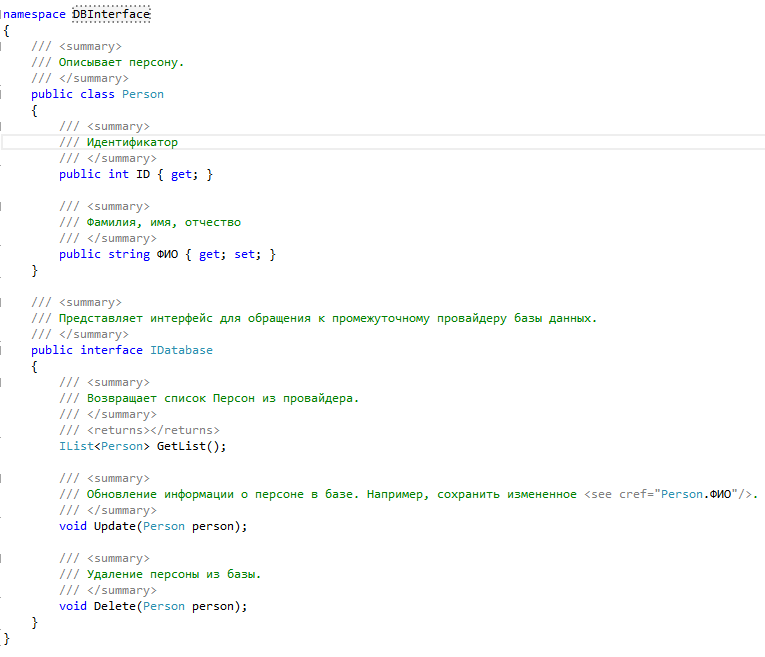 namespace DBInterface
{
    /// <summary>
    /// Описывает персону.
    /// </summary>
    public class Person
    {
        /// <summary>
        /// Идентификатор
        /// </summary>
        public int ID { get; }

        /// <summary>
        /// Фамилия, имя, отчество
        /// </summary>
        public string ФИО { get; set; }
    }

    /// <summary>
    /// Представляет интерфейс для обращения к промежуточному провайдеру базы данных.
    /// </summary>
    public interface IDatabase
    {
        /// <summary>
        /// Возвращает список Персон из провайдера.
        /// </summary>
        /// <returns></returns>
        IList<Person> GetList();

        /// <summary>
        /// Обновление информации о персоне в базе. Например, сохранить измененное <see cref="Person.ФИО"/>.
        /// </summary>
        void Update(Person person);

        /// <summary>
        /// Удаление персоны из базы.
        /// </summary>
        void Delete(Person person);
    }
}